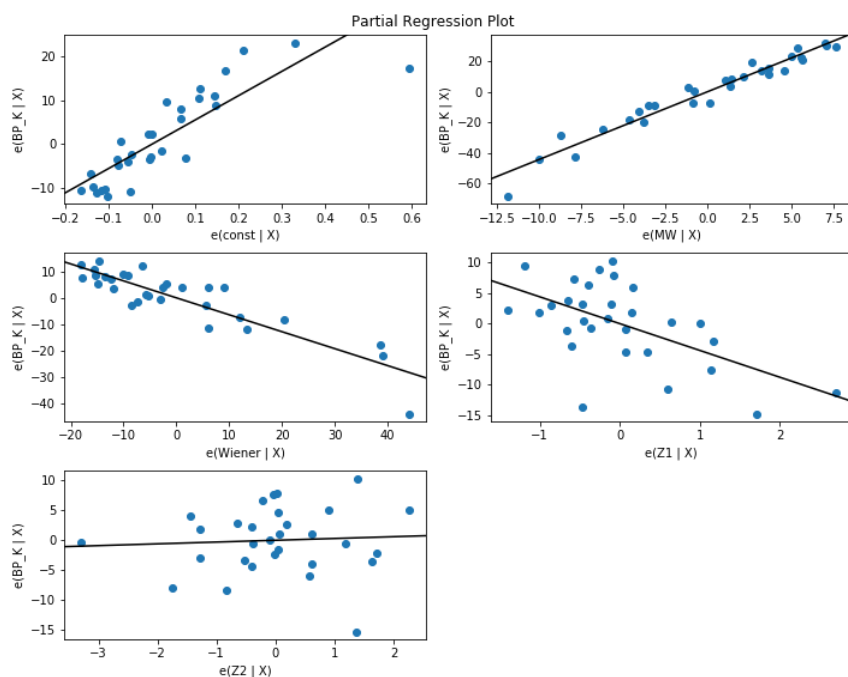 Partial Regression Plot
e(BP_K | X)
20
10
0
−10
−0.2 −0.1 0.0 0.1 0.2 0.3 0.4 0.5 0.6
e(const | X)
e(BP_K | X)
20
0
−20
−40
−60
−12.5 −10.0 −7.5 −5.0 −2.5 0.0 2.5 5.0 7.5
e(MW | X)
e(BP_K | X)
10
0
−10
−20
−30
−40
−20 −10 0 10 20 30 40
e(Wiener | X)
e(BP_K | X)
10
5
0
−5
−10
−15
−1 0 1 2
e(Z1 | X)
e(BP_K | X)
10
5
0
−5
−10
−15
−3 −2 −1 0 1 2
e(Z2 | X)